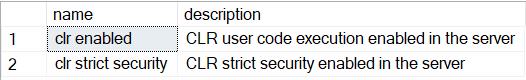 name description
1 clr enabled CLR user code execution enabled in the server
2 clr strict security CLR strict security enabled in the server